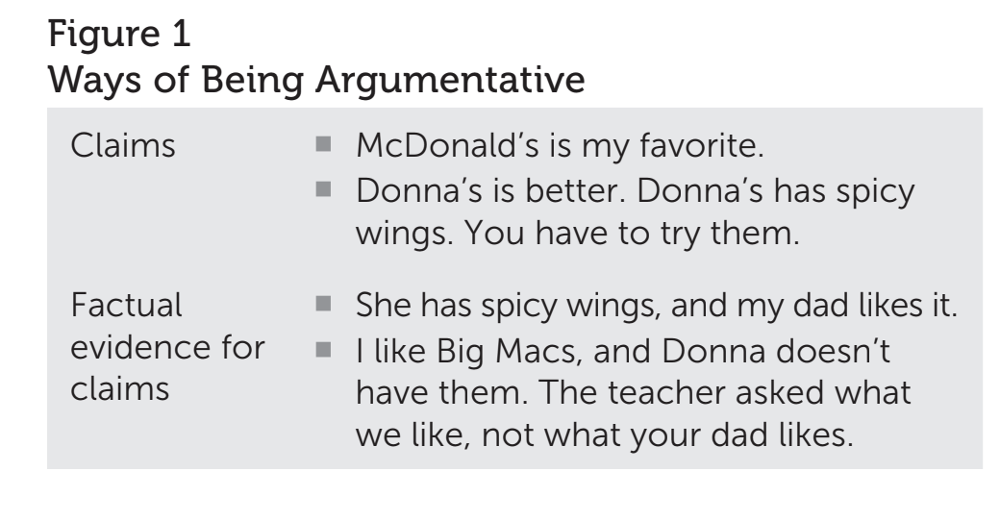 Figure 1
Ways of Being Argumentative
Claims
■ McDonald’s is my favorite.
■ Donna’s is better. Donna’s has spicy
wings. You have to try them.
Factual
evidence for
claims
■ She has spicy wings, and my dad likes it.
■ I like Big Macs, and Donna doesn’t
have them. The teacher asked what
we like, not what your dad likes.